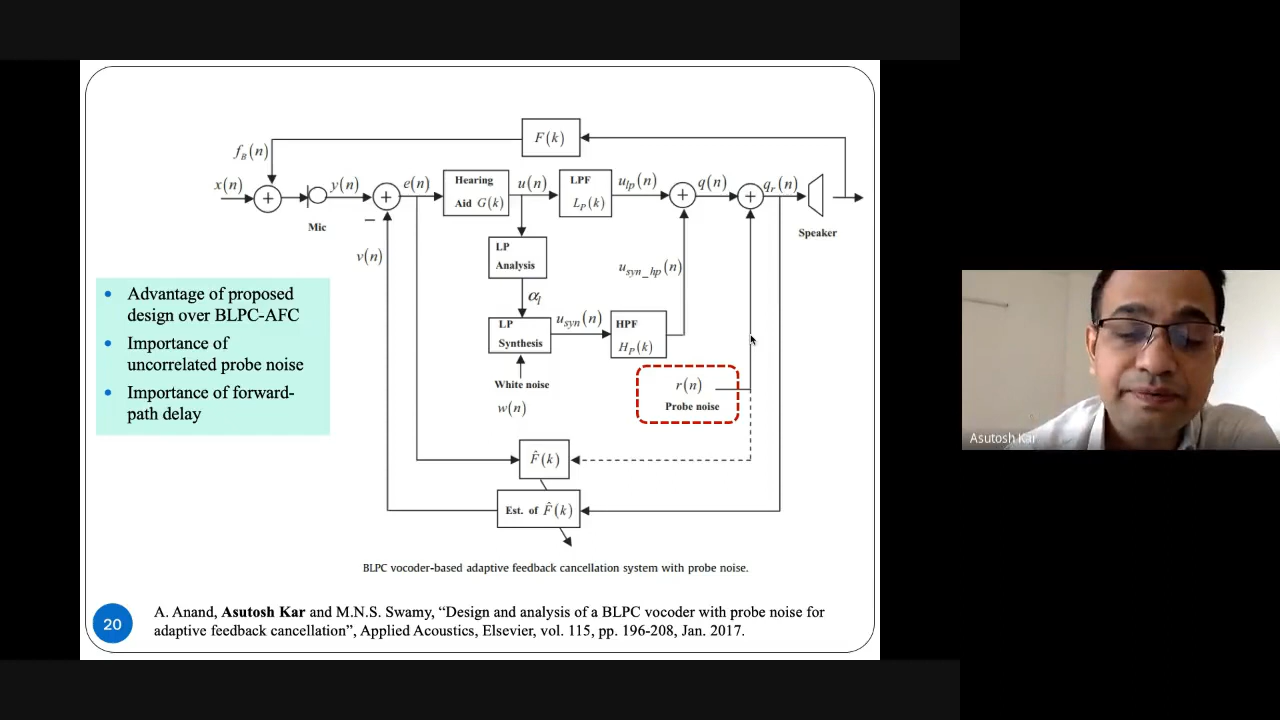 F(k)
f_B(n)
x(n)
y(n)
e(n)
Hearing
Aid G(k)
u(n)
LPF
L_P(k)
u_lp(n)
q(n)
q_r(n)
+
+
+
+
Mic
−
Speaker
v(n)
LP
Analysis
u_syn_hp(n)
α_l
LP
Synthesis
u_syn(n)
HPF
H_P(k)
White noise
w(n)
r(n)
Probe noise
F̂(k)
Est. of F̂(k)
• Advantage of proposed
design over BLPC-AFC
• Importance of
uncorrelated probe noise
• Importance of forward-
path delay
BLPC vocoder-based adaptive feedback cancellation system with probe noise.
20
A. Anand, Asutosh Kar and M.N.S. Swamy, “Design and analysis of a BLPC vocoder with probe noise for
adaptive feedback cancellation”, Applied Acoustics, Elsevier, vol. 115, pp. 196-208, Jan. 2017.
Asutosh Kar